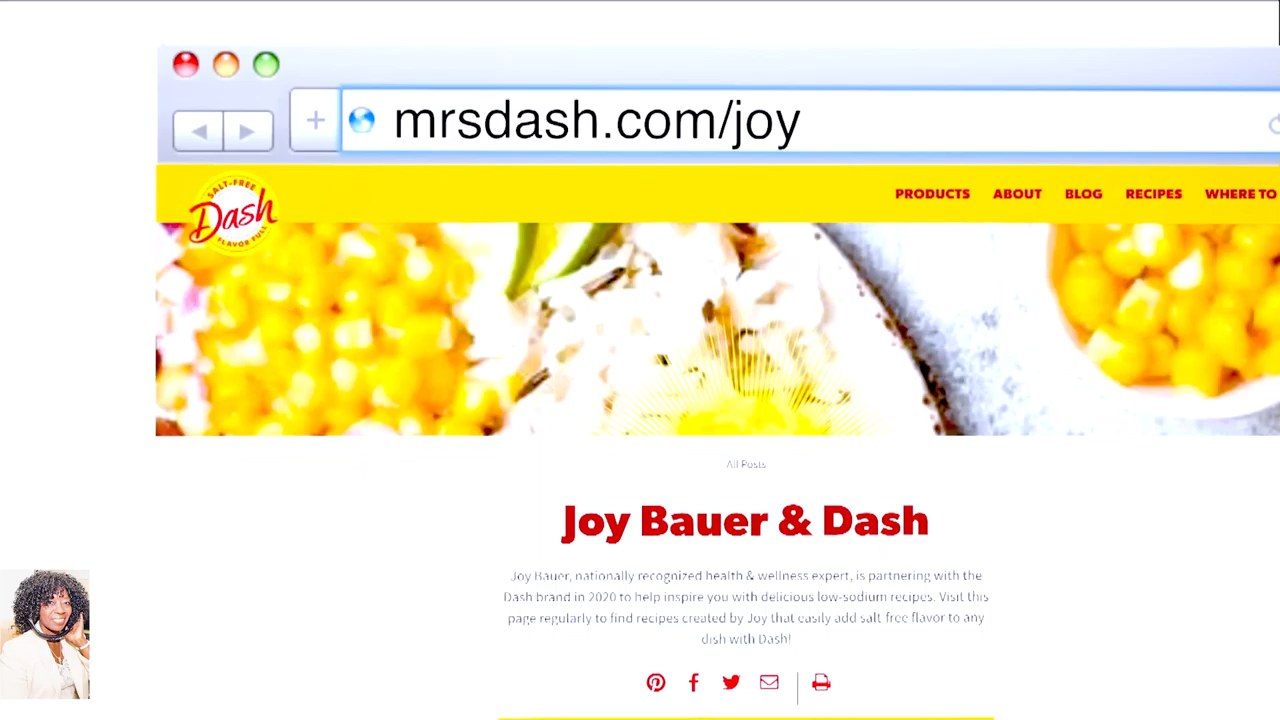 mrsdash.com/joy
SALT-FREE
Dash
FLAVOR-FULL
PRODUCTS ABOUT BLOG RECIPES WHERE TO
All Posts
Joy Bauer & Dash
Joy Bauer, nationally recognized health & wellness expert, is partnering with the
Dash brand in 2020 to help inspire you with delicious low-sodium recipes. Visit this
page regularly to find recipes created by Joy that easily add salt-free flavor to any
dish with Dash!